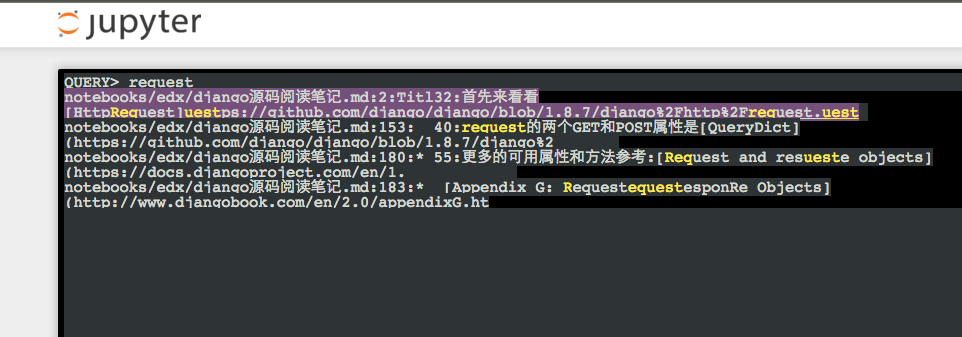 jupyter
QUERY> request
notebooks/edx/django源码阅读笔记.md:2:Titl32:首先来看看
[HttpRequest]uestps://github.com/django/django/blob/1.8.7/django%2Fhttp%2Frequest.uest
notebooks/edx/django源码阅读笔记.md:153:  40:request的两个GET和POST属性是[QueryDict]
(https://github.com/django/django/blob/1.8.7/django%2
notebooks/edx/django源码阅读笔记.md:180:* 55:更多的可用属性和方法参考:[Request and resueste objects]
(https://docs.djangoproject.com/en/1.
notebooks/edx/django源码阅读笔记.md:183:*  [Appendix G: RequestequestesponRe Objects]
(http://www.djangobook.com/en/2.0/appendixG.ht